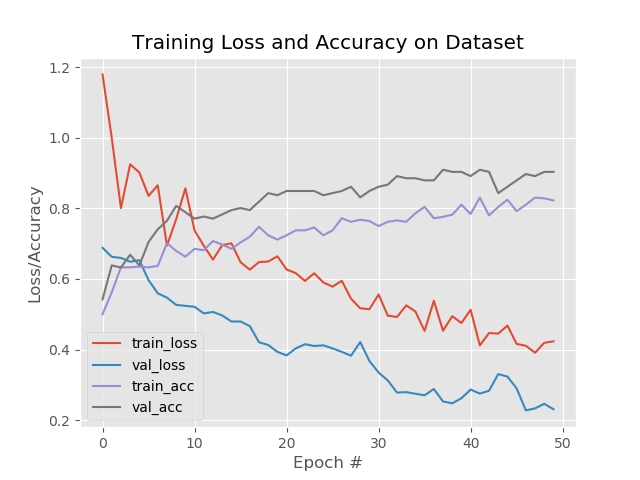 Training Loss and Accuracy on Dataset
1.2
1.0
0.8
0.6
0.4
0.2
Loss/Accuracy
train_loss
val_loss
train_acc
val_acc
0 10 20 30 40 50
Epoch #